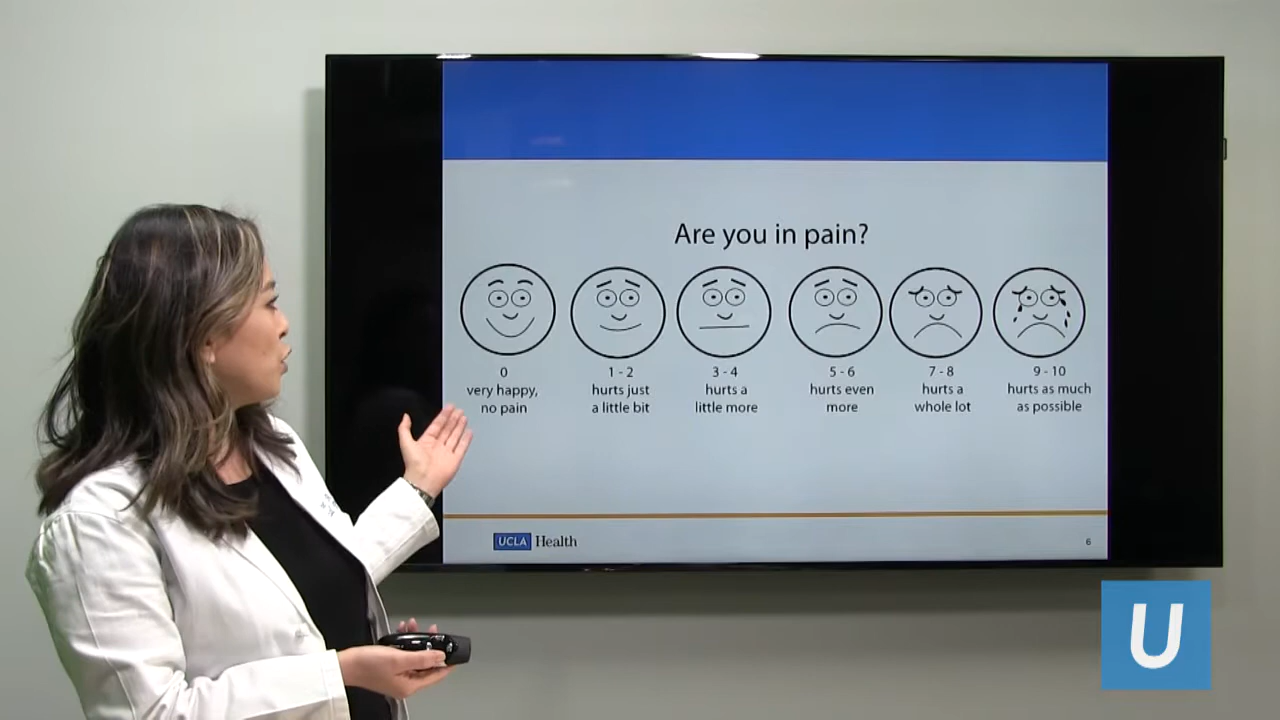 Are you in pain?
0
very happy,
no pain
1 - 2
hurts just
a little bit
3 - 4
hurts a
little more
5 - 6
hurts even
more
7 - 8
hurts a
whole lot
9 - 10
hurts as much
as possible
UCLA Health
6
U